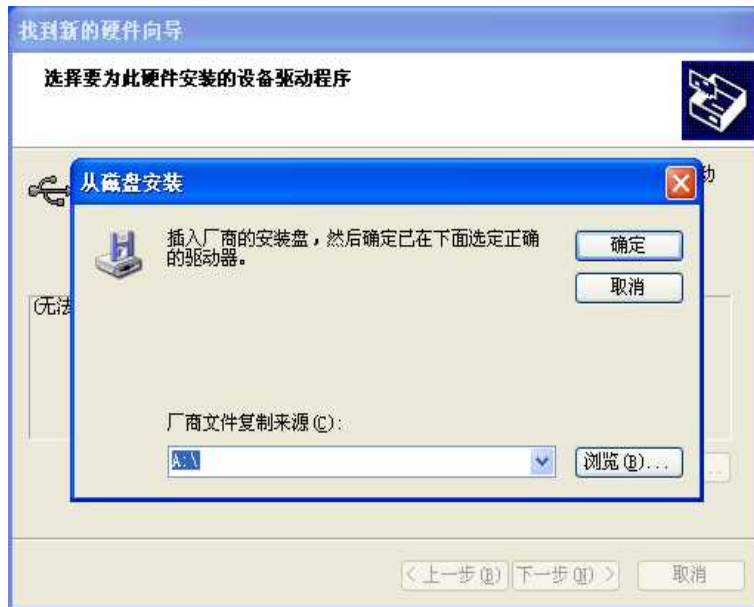 找到新的硬件向导
选择要为此硬件安装的设备驱动程序
动
从磁盘安装
插入厂商的安装盘，然后确定已在下面选定正确
的驱动器。
确定
取消
(无法
厂商文件复制来源(C):
A:\
浏览(B)...
< 上一步(B)
下一步(N) >
取消